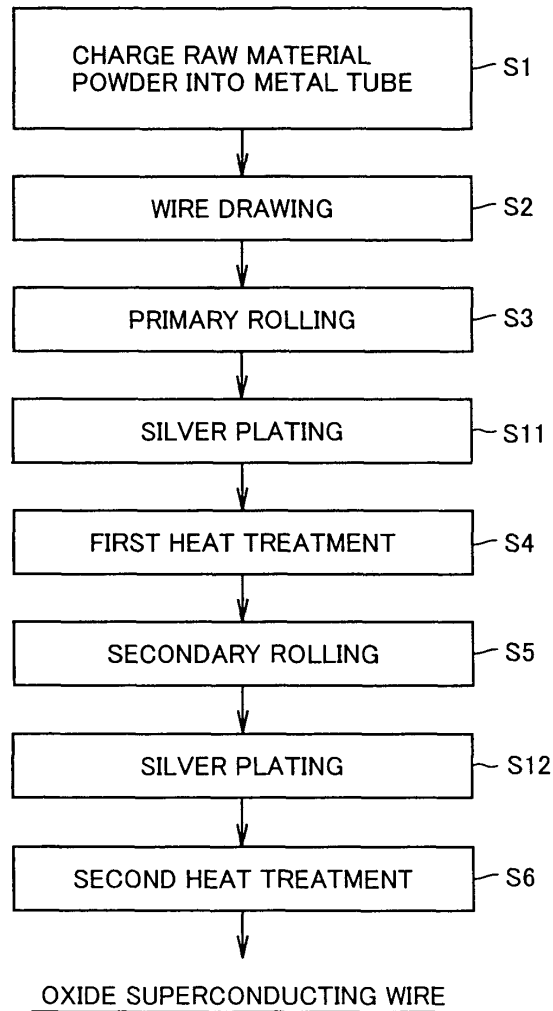 CHARGE RAW MATERIAL
POWDER INTO METAL TUBE
S1
WIRE DRAWING
S2
PRIMARY ROLLING
S3
SILVER PLATING
S11
FIRST HEAT TREATMENT
S4
SECONDARY ROLLING
S5
SILVER PLATING
S12
SECOND HEAT TREATMENT
S6
OXIDE SUPERCONDUCTING WIRE